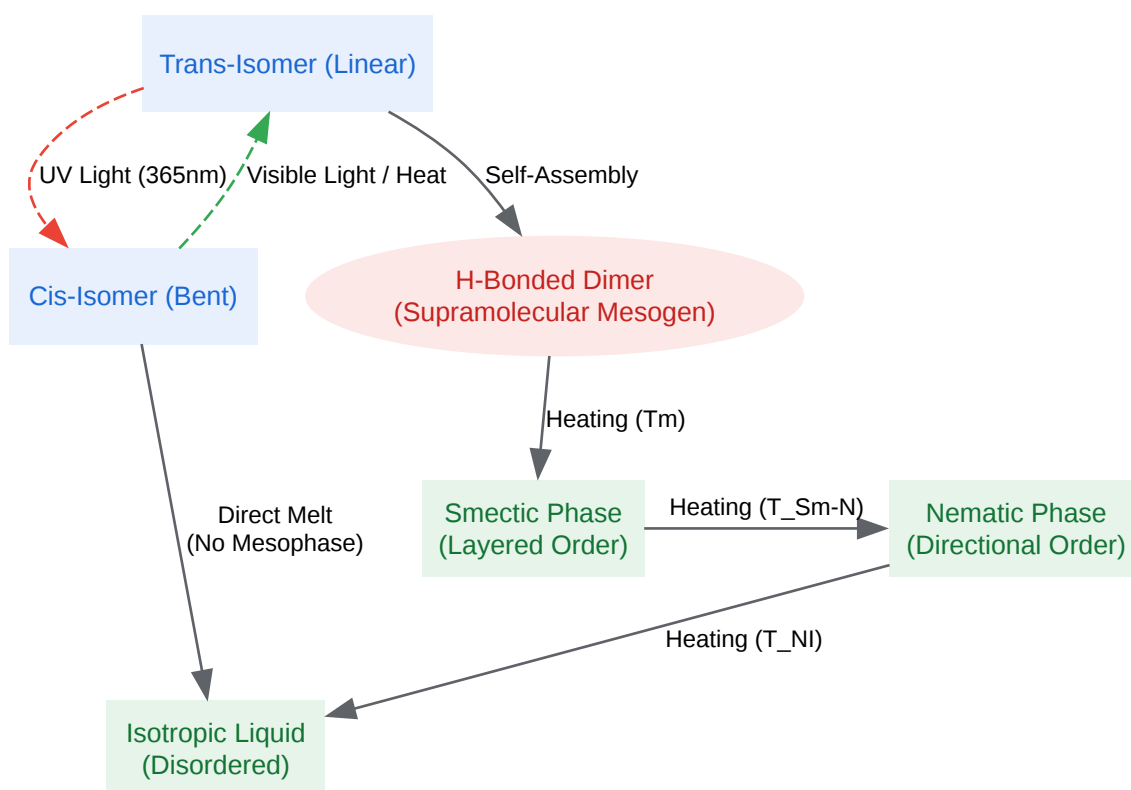 Trans-Isomer (Linear)
UV Light (365nm)
Visible Light / Heat
Self-Assembly
Cis-Isomer (Bent)
H-Bonded Dimer
(Supramolecular Mesogen)
Heating (Tm)
Smectic Phase
(Layered Order)
Heating (T_Sm-N)
Nematic Phase
(Directional Order)
Direct Melt
(No Mesophase)
Heating (T_NI)
Isotropic Liquid
(Disordered)